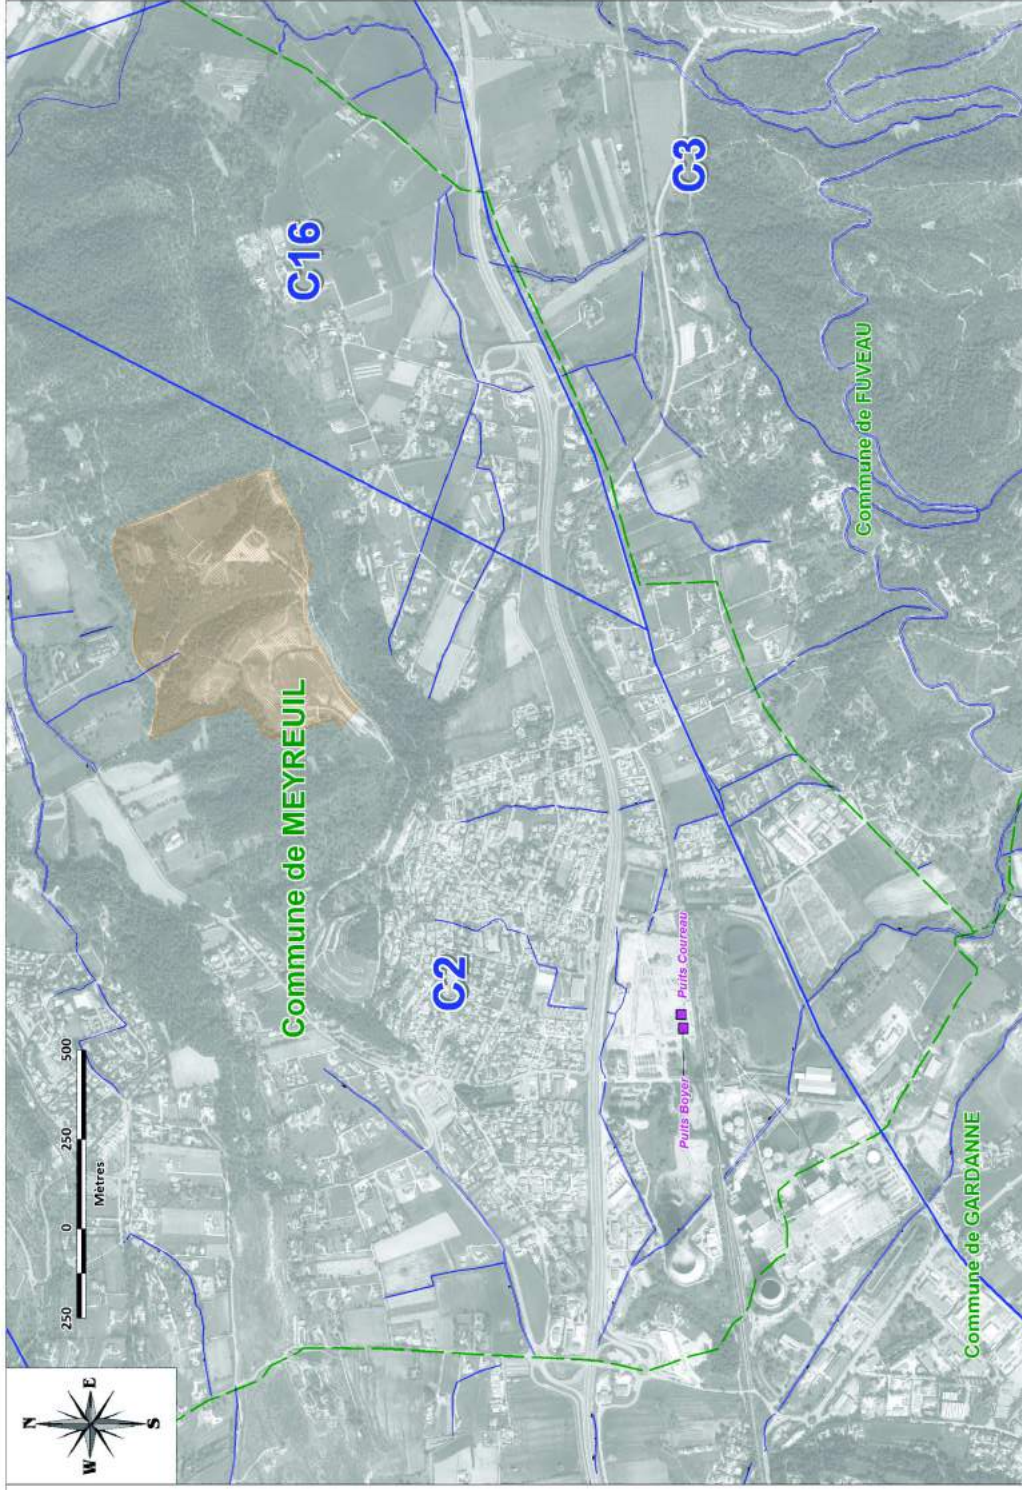 N
W
E
S
250
0
250
500
Mètres
Commune de MEYREUIL
C16
C2
C3
Puits Boyer
Puits Coureau
Commune de FUVEAU
Commune de GARDANNE